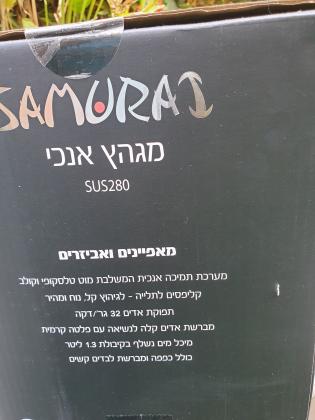 SAMURAI
מגהץ אנכי
SUS280
מאפיינים ואביזרים
מערכת תמיכה אנכית המשלבת מוט טלסקופי וקולב
קליפסים לתלייה - לגיהוץ קל, נוח ומהיר
תפוקת אדים 32 גר'/דקה
מברשת אדים קלה לנשיאה עם פלטה קרמית
מיכל מים נשלף בקיבולת 1.3 ליטר
כולל כפפה ומברשת לבדים קשים